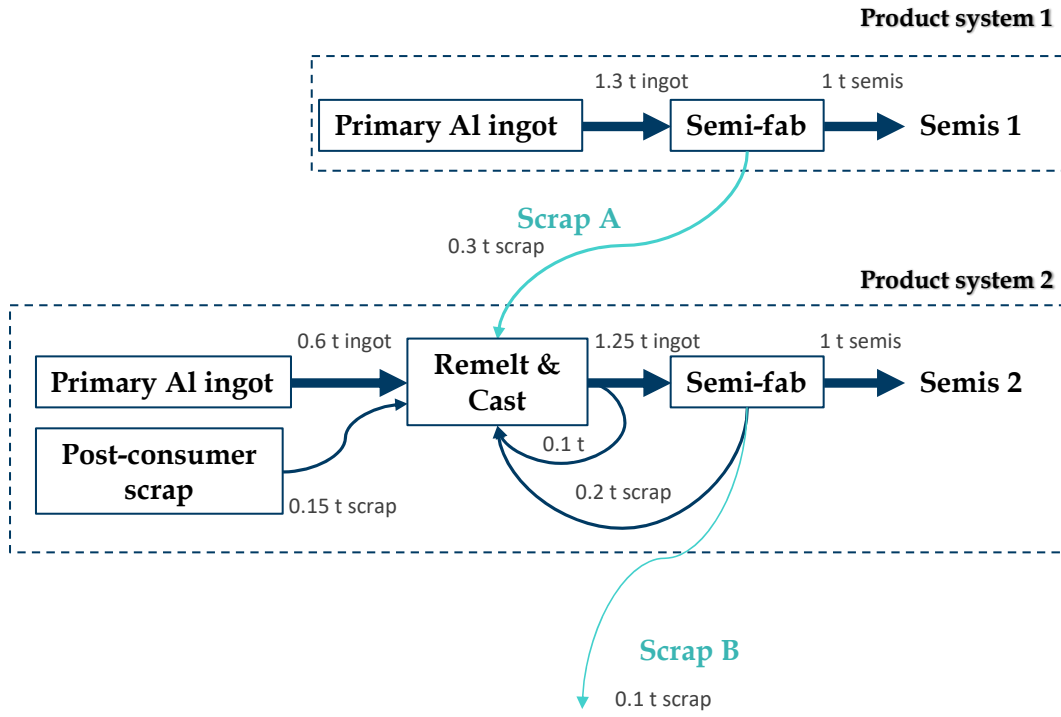 Product system 1
1.3 t ingot
1 t semis
Primary Al ingot
Semi-fab
Semis 1
Scrap A
0.3 t scrap
Product system 2
0.6 t ingot
1.25 t ingot
1 t semis
Primary Al ingot
Remelt &
Cast
Semi-fab
Semis 2
Post-consumer
scrap
0.1 t
0.2 t scrap
0.15 t scrap
Scrap B
0.1 t scrap